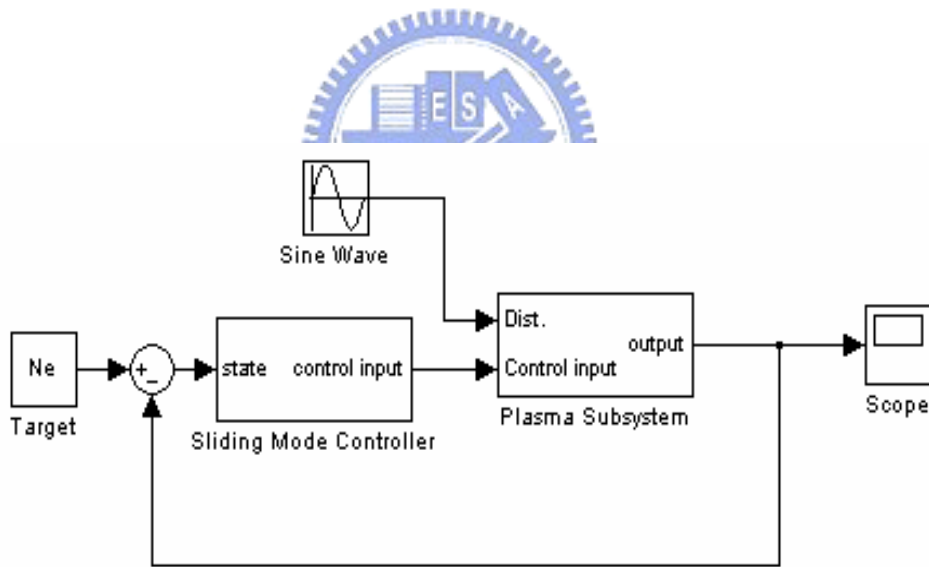 E S A
Sine Wave
Dist.
output
Ne
+
-
state
control input
Control input
Target
Sliding Mode Controller
Plasma Subsystem
Scope